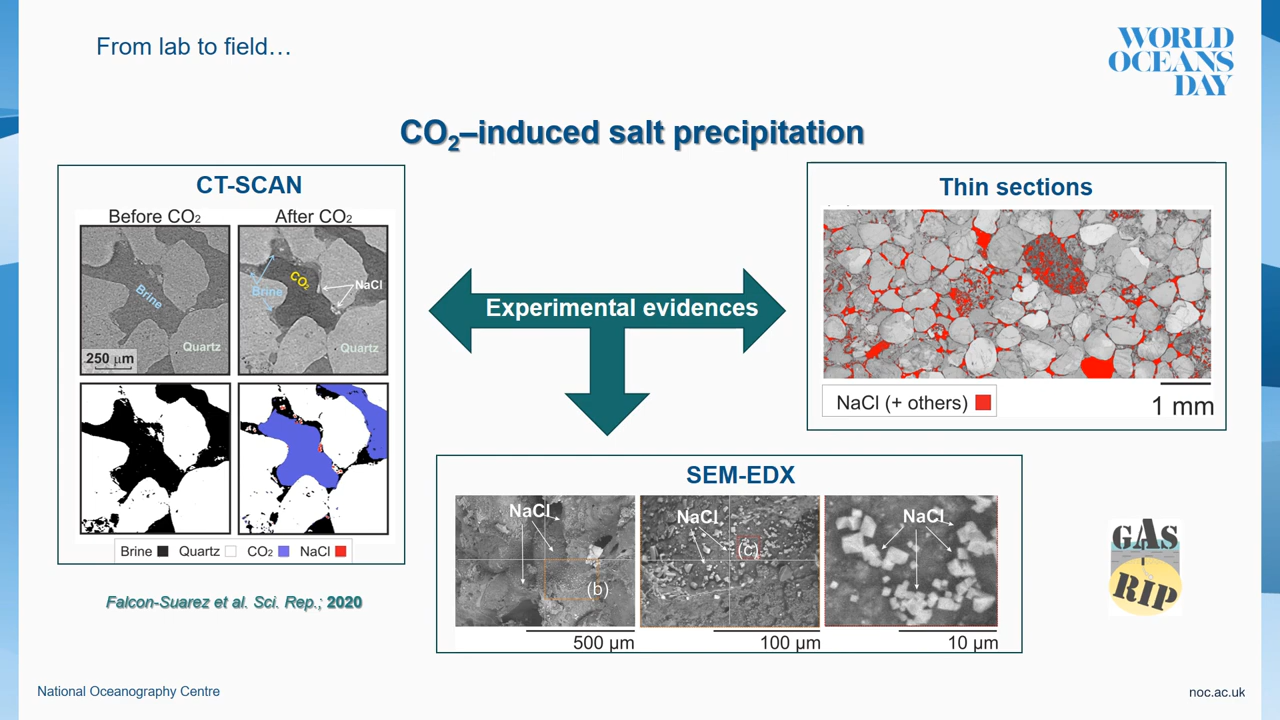 From lab to field…
WORLD
OCEANS
DAY
CO₂–induced salt precipitation
CT-SCAN
Before CO₂ After CO₂
Brine
Quartz
250 µm
CO₂
Brine
NaCl
Quartz
Brine Quartz CO₂ NaCl
Falcon-Suarez et al. Sci. Rep.; 2020
Experimental evidences
Thin sections
NaCl (+ others)
1 mm
SEM-EDX
NaCl
(b)
500 µm
NaCl
(c)
100 µm
NaCl
10 µm
GAS
RIP
National Oceanography Centre
noc.ac.uk